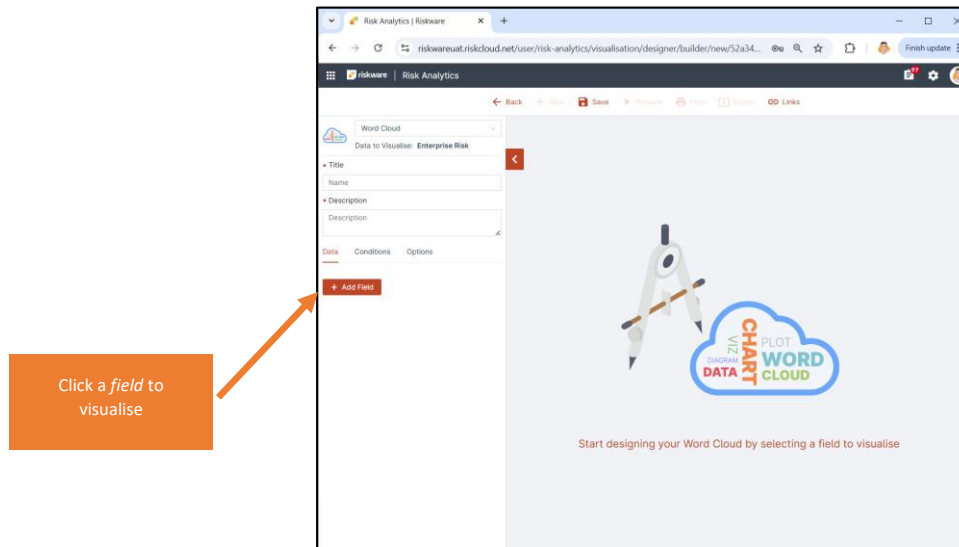 Risk Analytics | Riskware
riskwareuat.riskcloud.net/user/risk-analytics/visualisation/designer/builder/new/52a34...
Finish update
riskware | Risk Analytics
97
Back
New
Save
Preview
Print
Export
Links
Word Cloud
Data to Visualise: Enterprise Risk
Title
Name
Description
Description
Data Conditions Options
+ Add Field
Click a field to
visualise
VIZ
CHART
PLOT
DIAGRAM
WORD
DATA
CLOUD
Start designing your Word Cloud by selecting a field to visualise